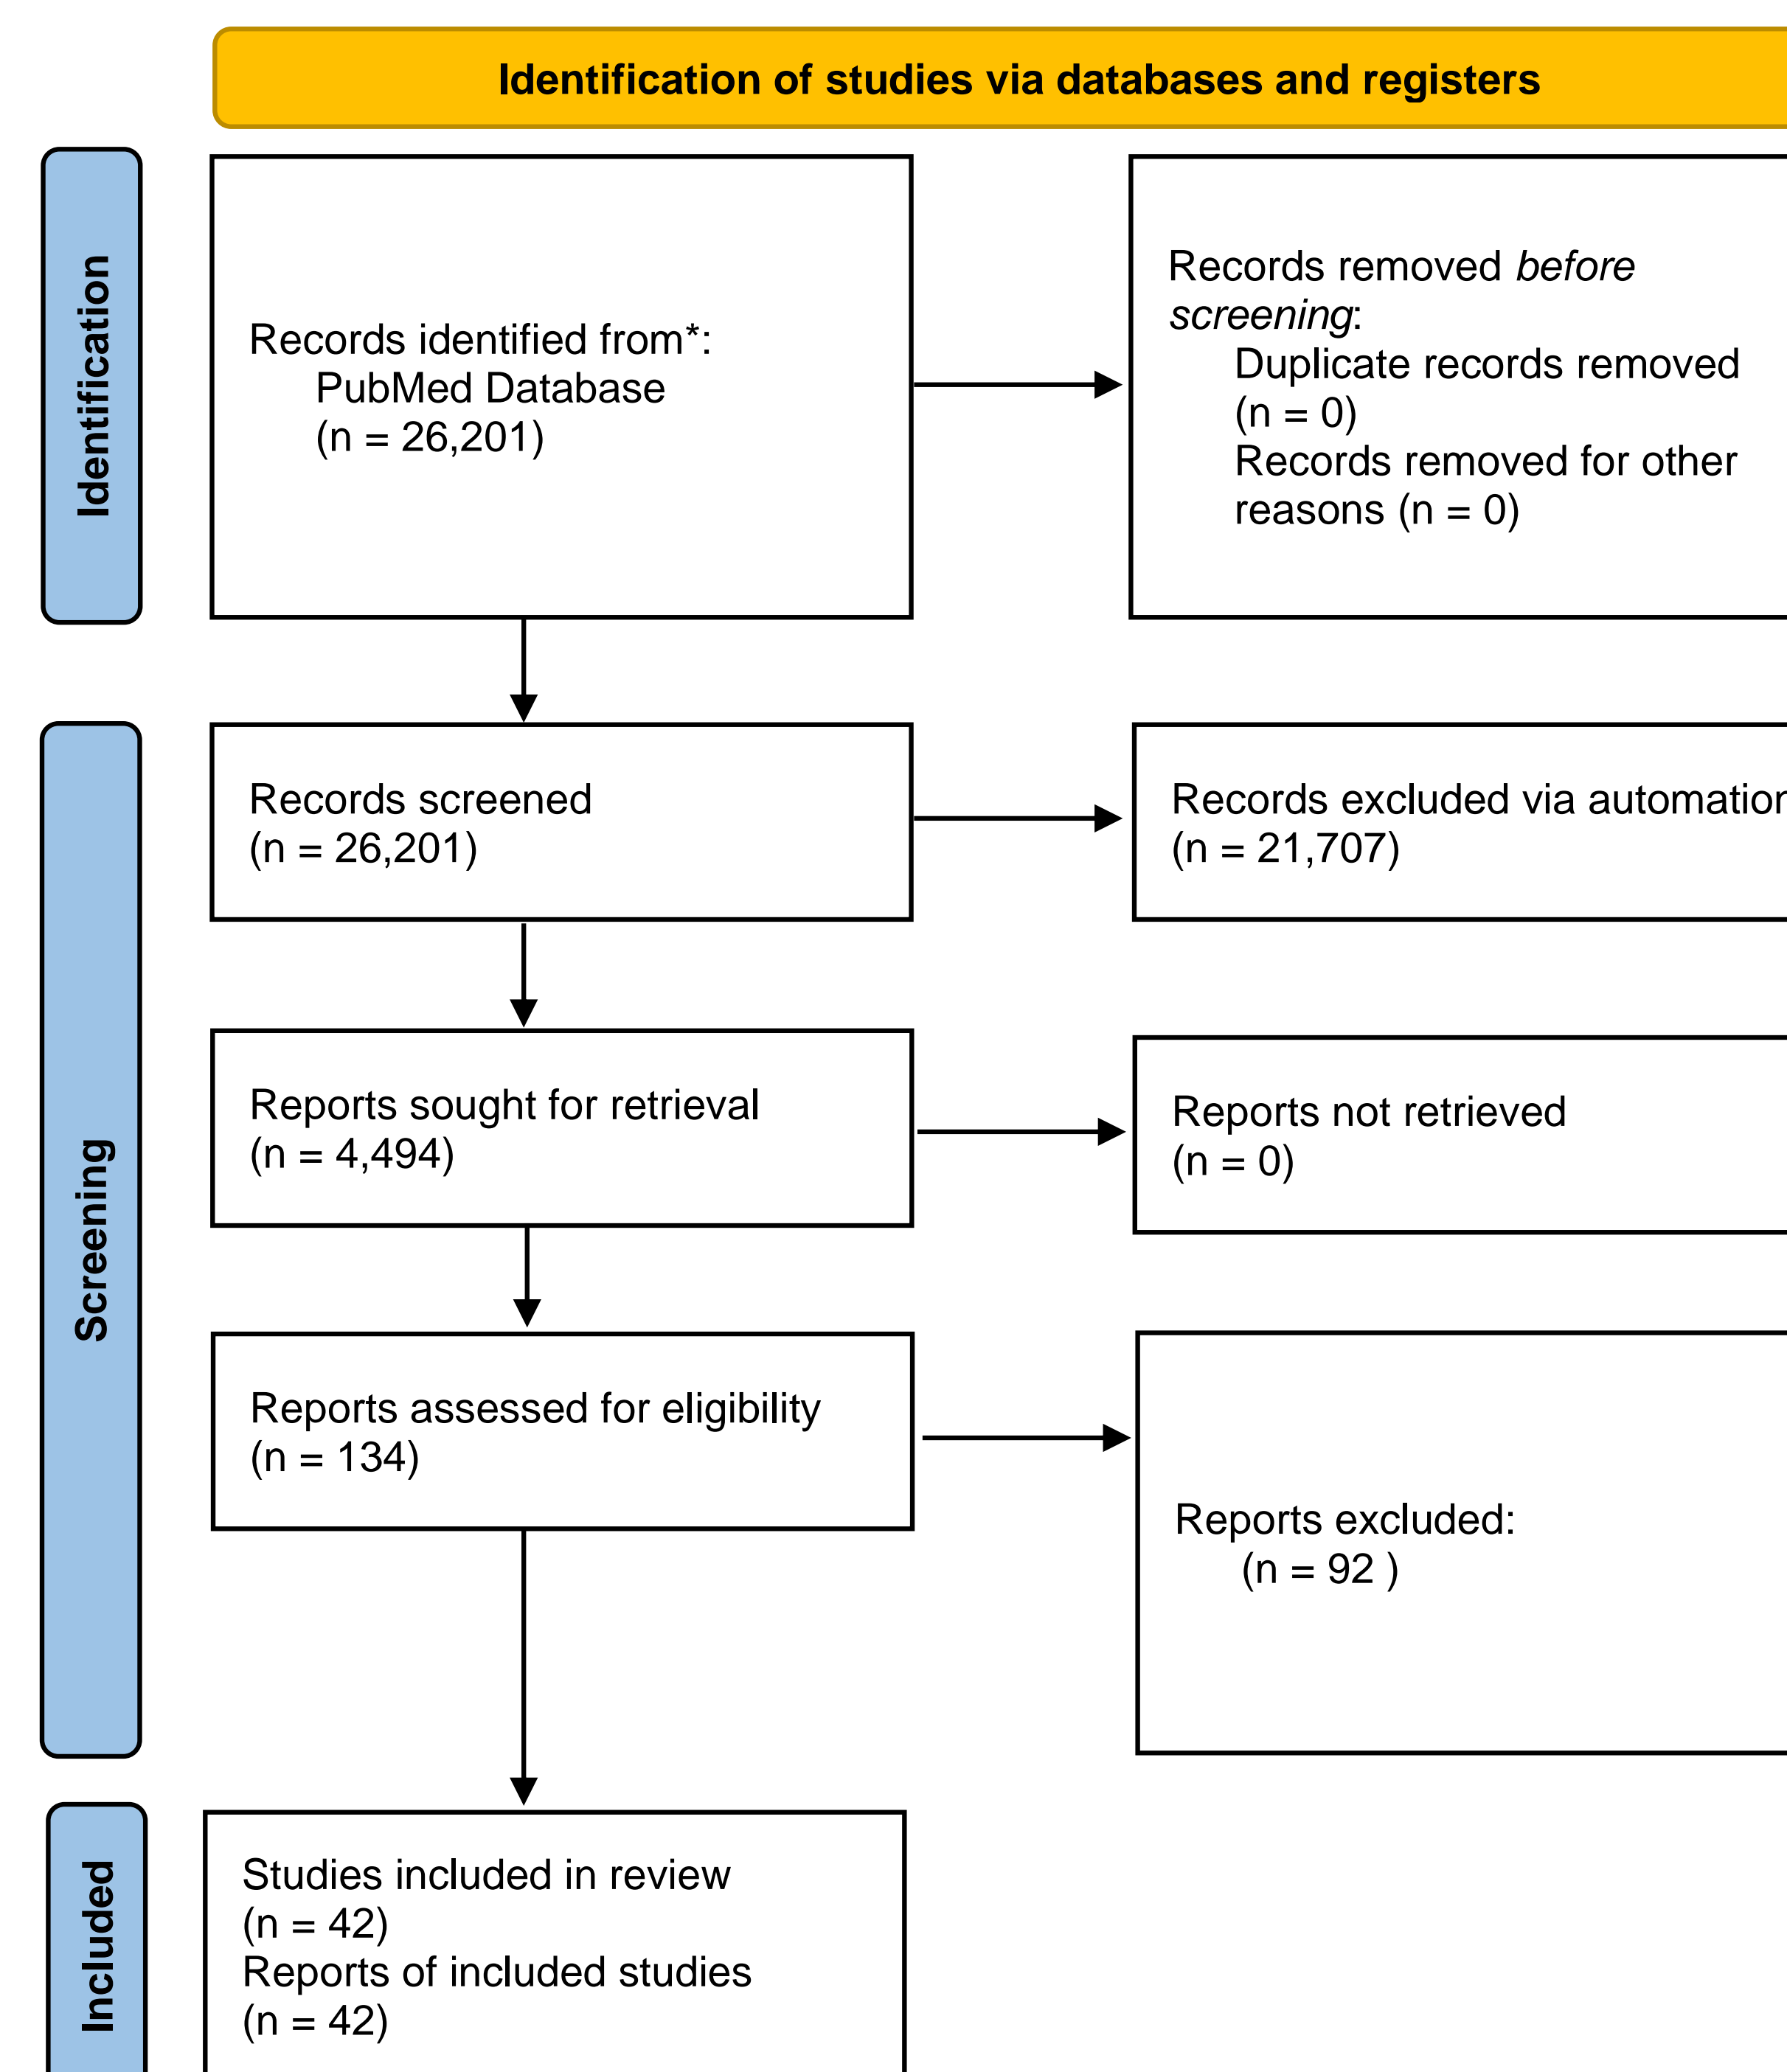 Identification of studies via databases and registers
Identification
Records identified from*:
PubMed Database
(n = 26,201)
Records removed before
screening:
Duplicate records removed
(n = 0)
Records removed for other
reasons (n = 0)
Screening
Records screened
(n = 26,201)
Records excluded via automation
(n = 21,707)
Reports sought for retrieval
(n = 4,494)
Reports not retrieved
(n = 0)
Reports assessed for eligibility
(n = 134)
Reports excluded:
(n = 92 )
Included
Studies included in review
(n = 42)
Reports of included studies
(n = 42)